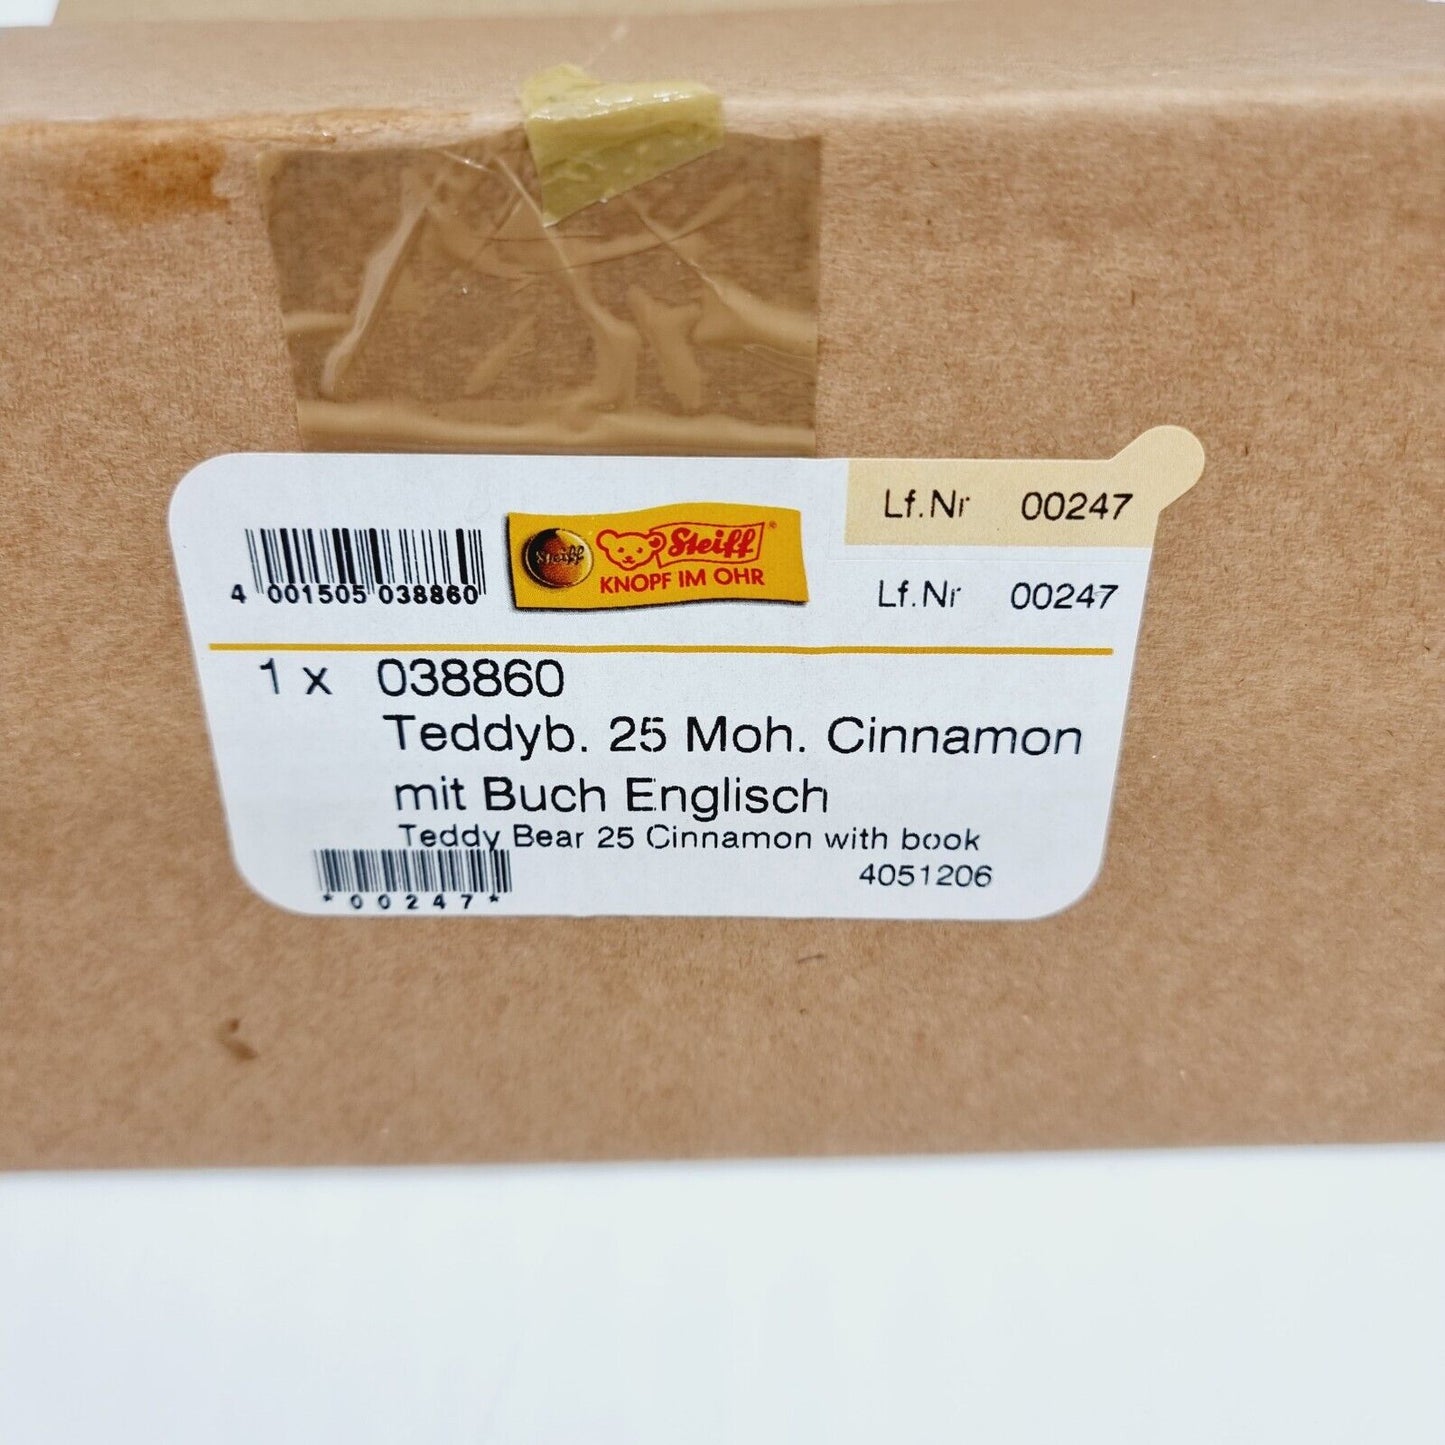 Lf.Nr 00247
4 001505 038860
Steiff
Steiff®
KNOPF IM OHR
Lf.Nr 00247
1 x 038860
Teddyb. 25 Moh. Cinnamon
mit Buch Englisch
Teddy Bear 25 Cinnamon with book
4051206
*00247*